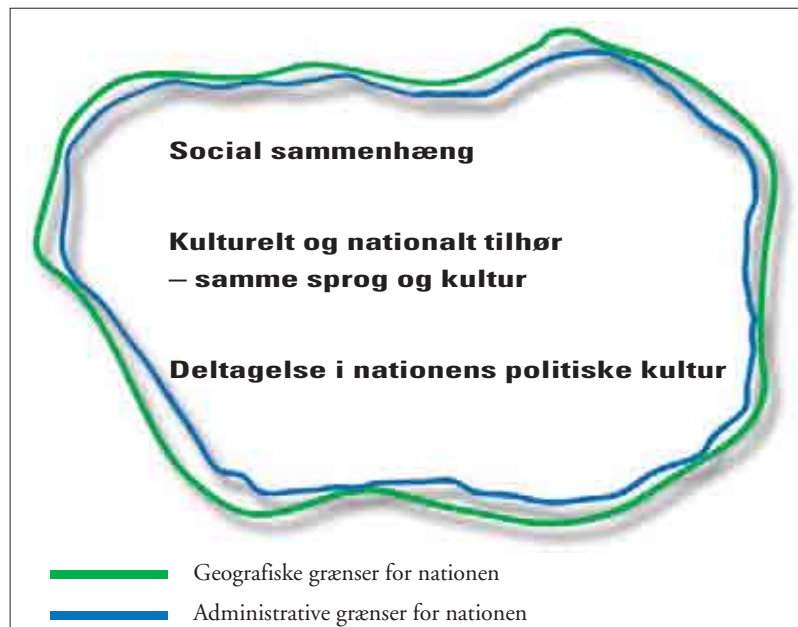 Social sammenhæng
Kulturelt og nationalt tilhør
– samme sprog og kultur
Deltagelse i nationens politiske kultur
Geografiske grænser for nationen
Administrative grænser for nationen